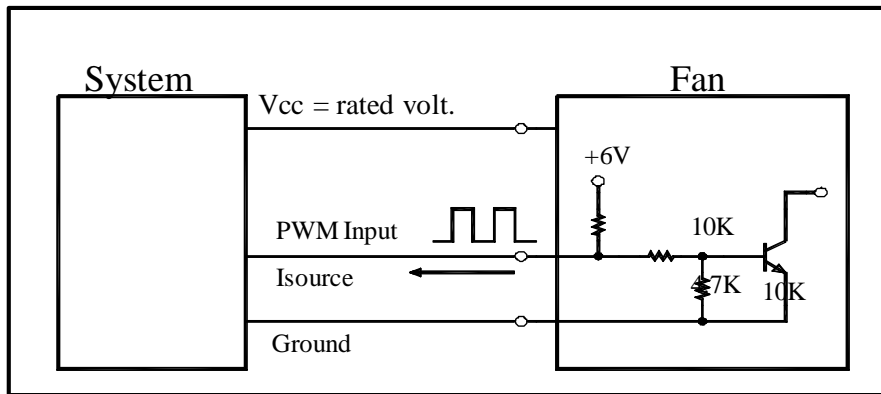 System
Fan
Vcc = rated volt.
+6V
PWM Input
10K
Isource
4.7K
10K
Ground